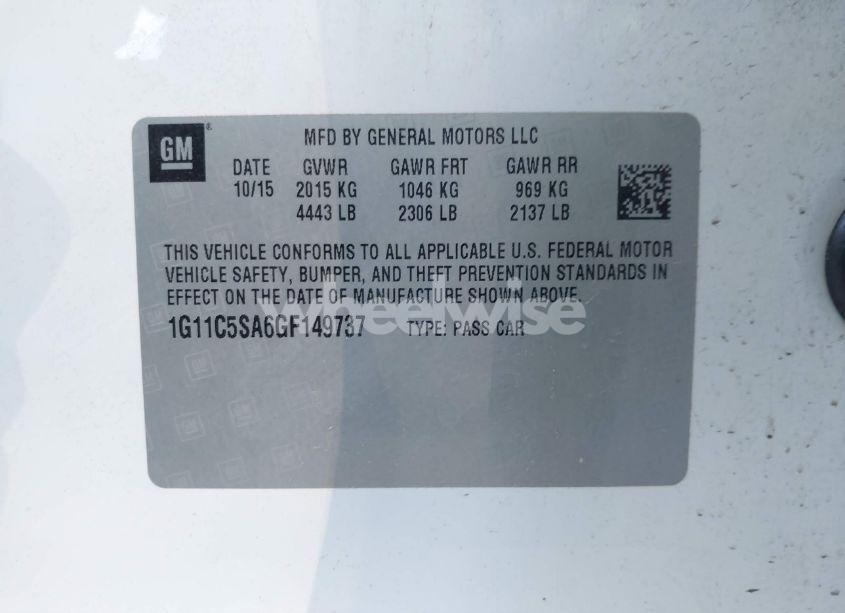 GM®
MFD BY GENERAL MOTORS LLC
DATE GVWR GAWR FRT GAWR RR
10/15 2015 KG 1046 KG 969 KG
4443 LB 2306 LB 2137 LB
THIS VEHICLE CONFORMS TO ALL APPLICABLE U.S. FEDERAL MOTOR
VEHICLE SAFETY, BUMPER, AND THEFT PREVENTION STANDARDS IN
EFFECT ON THE DATE OF MANUFACTURE SHOWN ABOVE.
wheelwise
1G11C5SA6GF149737 TYPE: PASS CAR